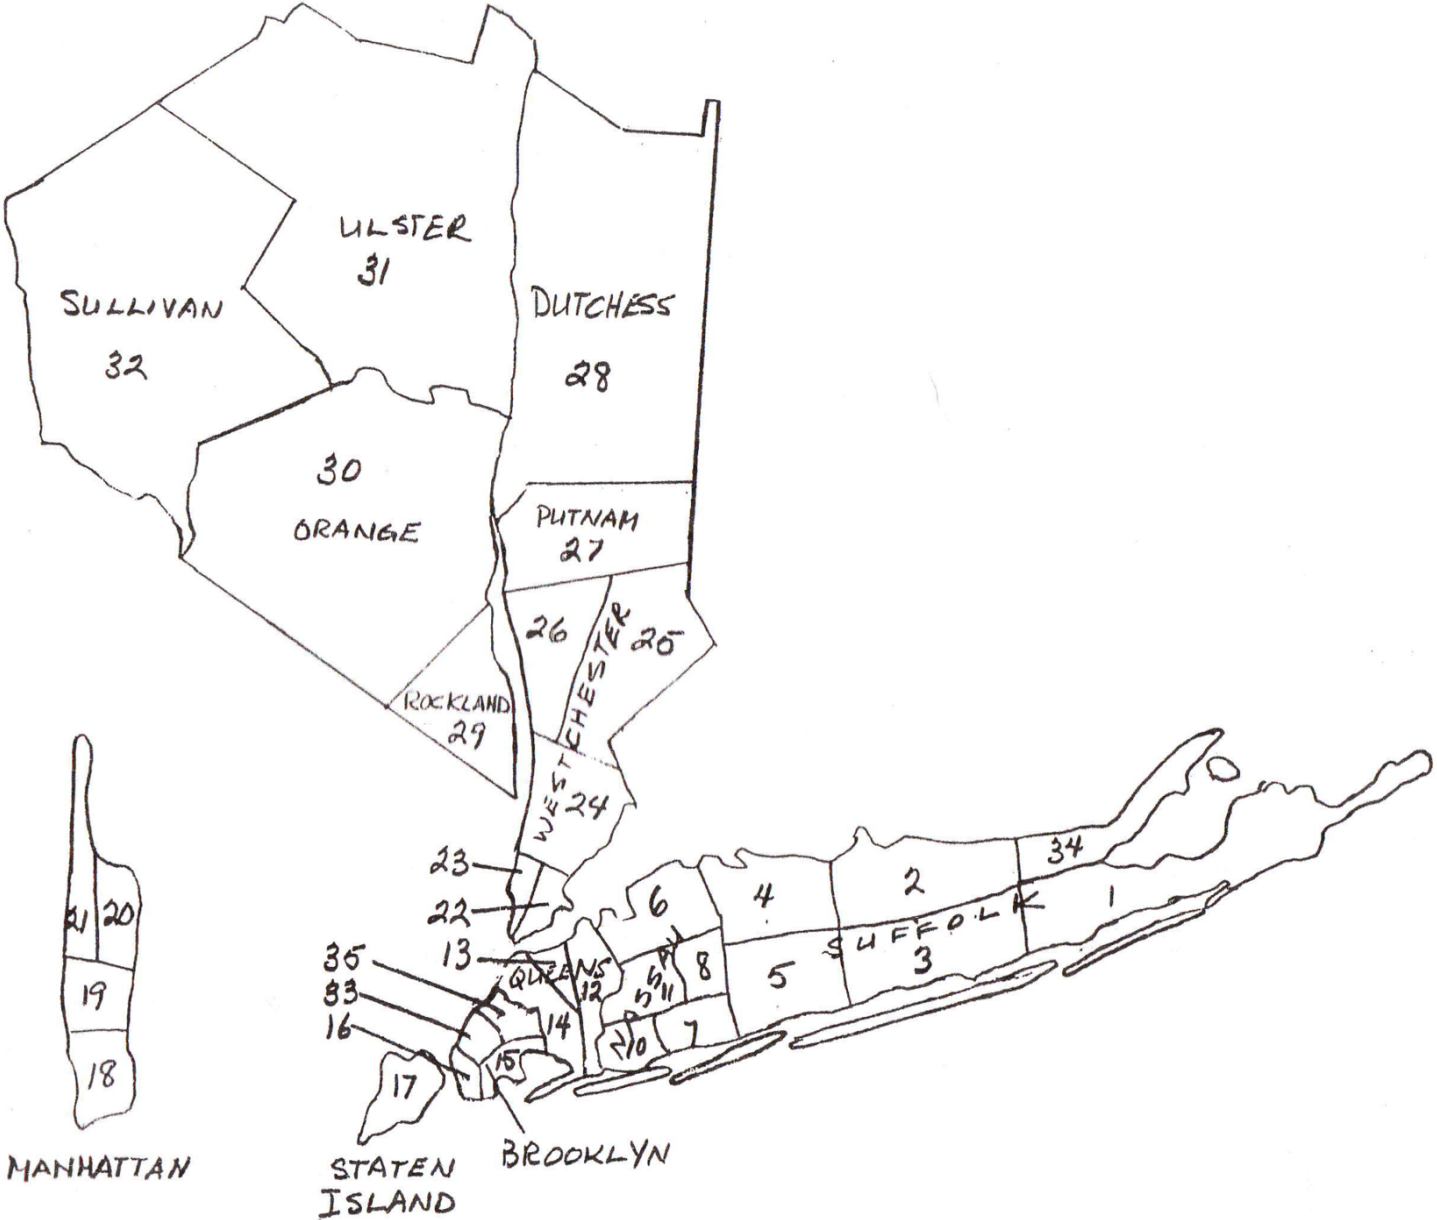 ULSTER
31
SULLIVAN
32
DUTCHESS
28
30
ORANGE
PUTNAM
27
26
25
WESTCHESTER
ROCKLAND
29
24
23
22
21
20
19
18
MANHATTAN
34
1
2
SUFFOLK
3
4
5
6
8
11
7
10
13
QUEENS
12
14
35
33
16
15
17
BROOKLYN
STATEN
ISLAND